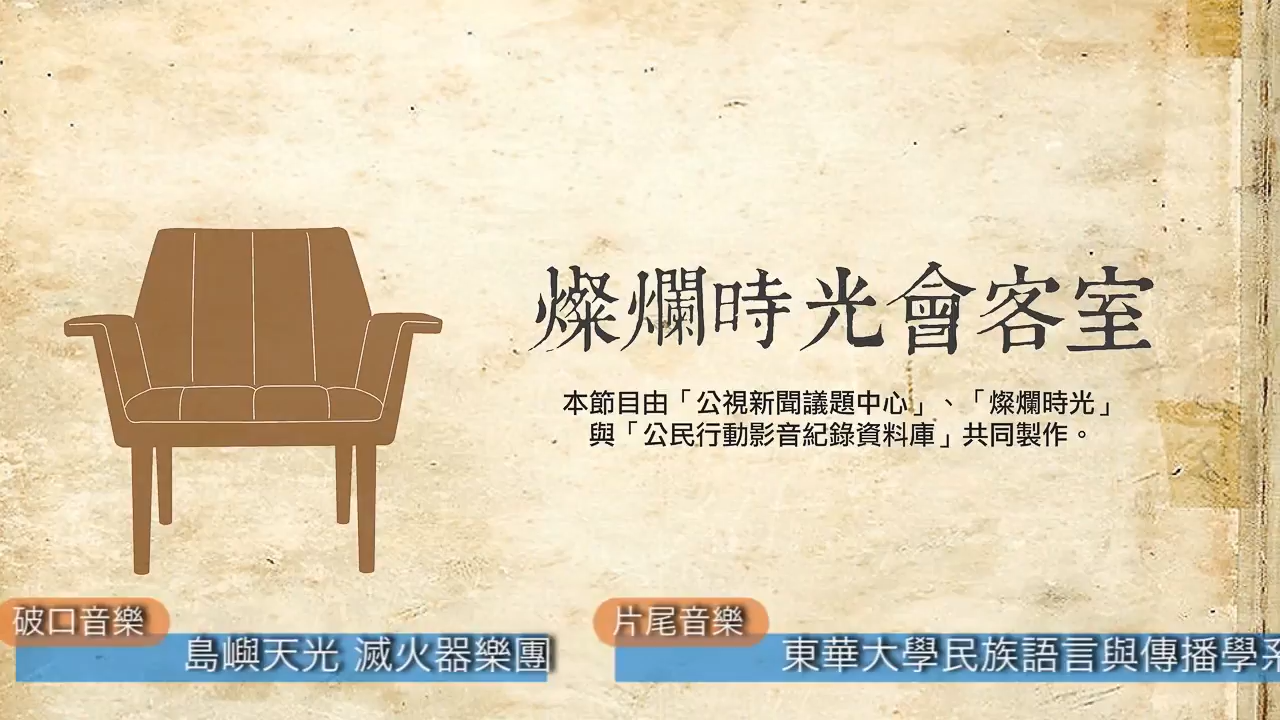 燦爛時光會客室
本節目由「公視新聞議題中心」、「燦爛時光」
與「公民行動影音紀錄資料庫」共同製作。
破口音樂
島嶼天光 滅火器樂團
片尾音樂
東華大學民族語言與傳播學系